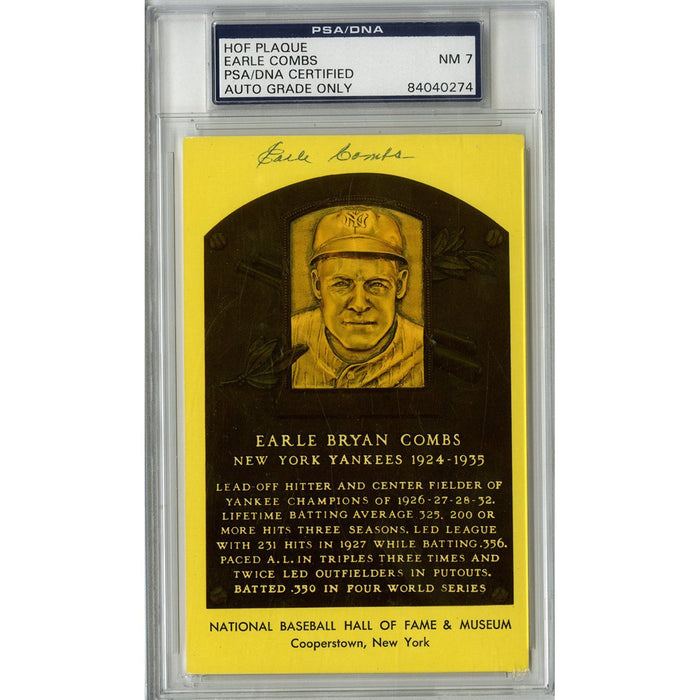 PSA/DNA
HOF PLAQUE
EARLE COMBS NM 7
PSA/DNA CERTIFIED
AUTO GRADE ONLY 84040274
Earle Combs
NY
EARLE BRYAN COMBS
NEW YORK YANKEES 1924-1935
LEAD-OFF HITTER AND CENTER FIELDER OF
YANKEE CHAMPIONS OF 1926-27-28-32.
LIFETIME BATTING AVERAGE 325. 200 OR
MORE HITS THREE SEASONS. LED LEAGUE
WITH 231 HITS IN 1927 WHILE BATTING .356.
PACED A.L. IN TRIPLES THREE TIMES AND
TWICE LED OUTFIELDERS IN PUTOUTS.
BATTED .350 IN FOUR WORLD SERIES
NATIONAL BASEBALL HALL OF FAME & MUSEUM
Cooperstown, New York